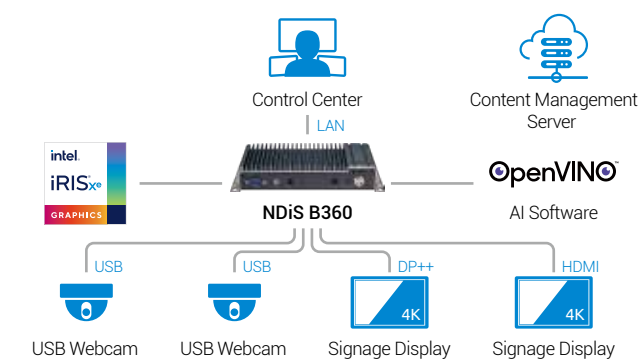 Control Center
Content Management
Server
LAN
intel.
iRISxe
GRAPHICS
OpenVINO
NDiS B360
AI Software
USB
USB
DP++
HDMI
4K
4K
USB Webcam
USB Webcam
Signage Display
Signage Display